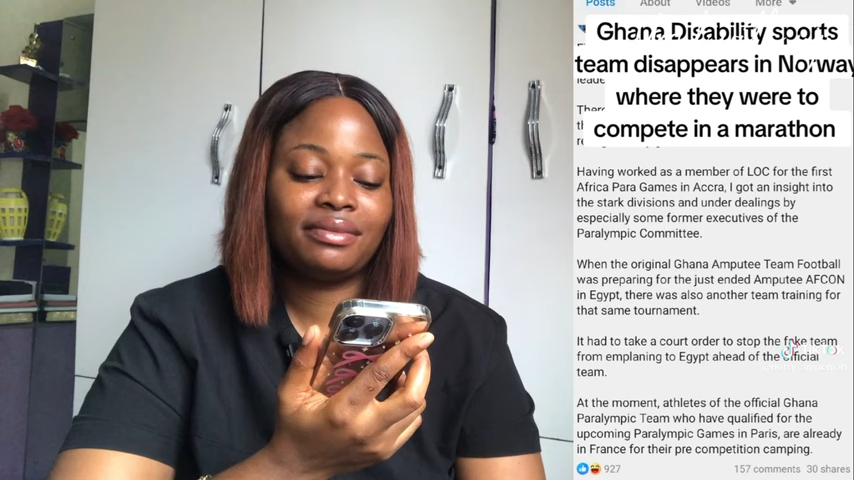 Posts About Videos More
Ghana Disability sports
team disappears in Norway
leade
where they were to
compete in a marathon
Having worked as a member of LOC for the first
Africa Para Games in Accra, I got an insight into
the stark divisions and under dealings by
especially some former executives of the
Paralympic Committee.
When the original Ghana Amputee Team Football
was preparing for the just ended Amputee AFCON
in Egypt, there was also another team training for
that same tournament.
It had to take a court order to stop the fake team
from emplaning to Egypt ahead of the official
team.
At the moment, athletes of the official Ghana
Paralympic Team who have qualified for the
upcoming Paralympic Games in Paris, are already
in France for their pre competition camping.
927 157 comments 30 shares